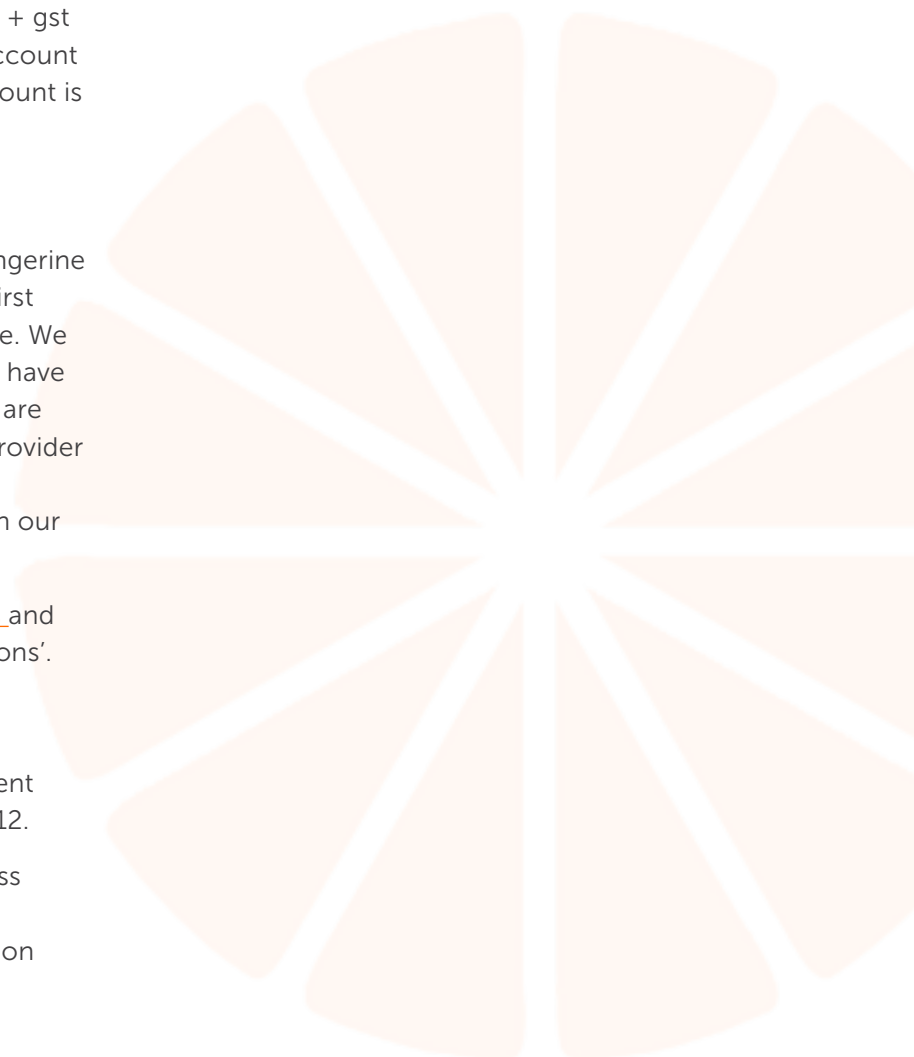 + gst
ccount
ount is
ngerine
irst
e. We
have
are
rovider
n our
and
ons’.
ent
12.
ss
on